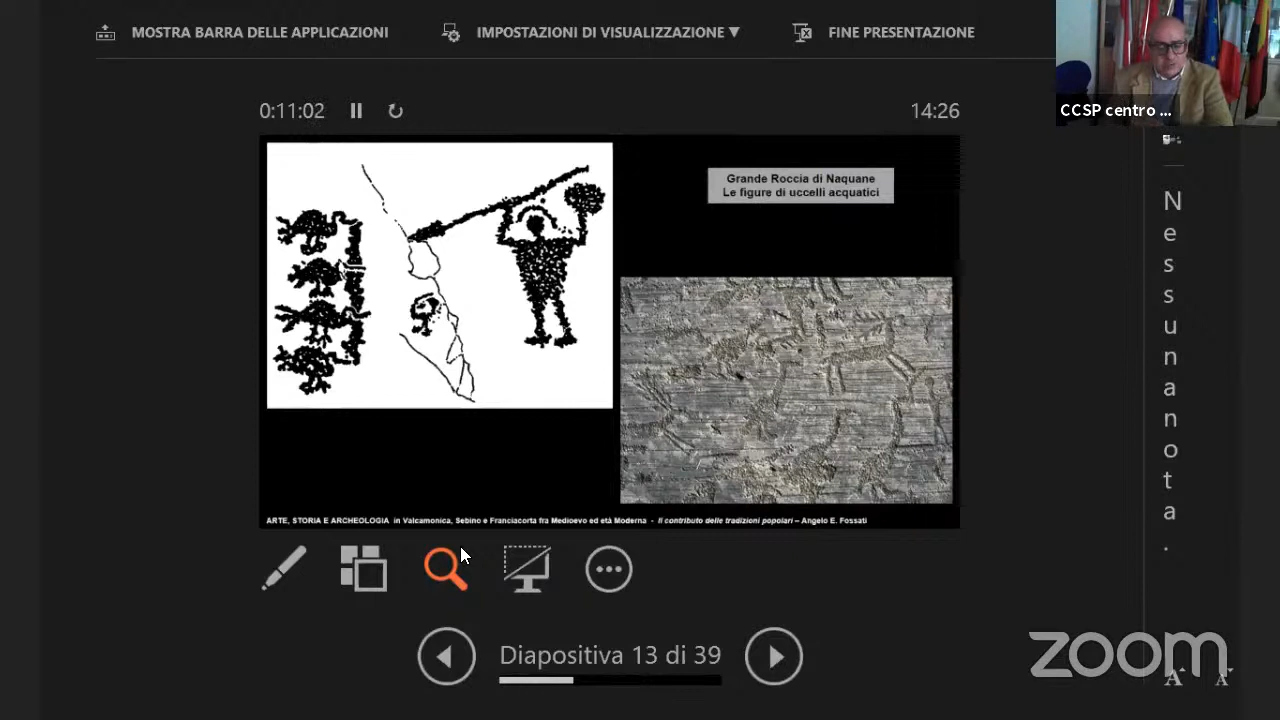 MOSTRA BARRA DELLE APPLICAZIONI
IMPOSTAZIONI DI VISUALIZZAZIONE ▼
FINE PRESENTAZIONE
CCSP centro ...
0:11:02
14:26
Grande Roccia di Naquane
Le figure di uccelli acquatici
ARTE, STORIA E ARCHEOLOGIA in Valcamonica, Sebino e Franciacorta fra Medioevo ed età Moderna - Il contributo delle tradizioni popolari – Angelo E. Fossati
Diapositiva 13 di 39
N
e
s
s
u
n
a
n
o
t
a
.
zoom
A A